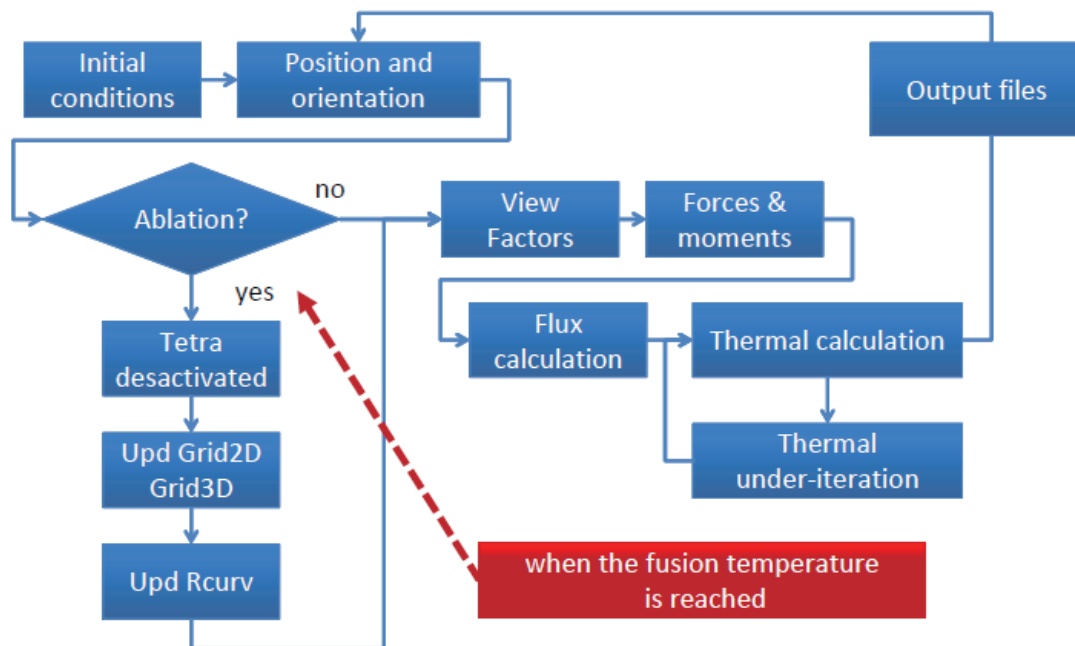 Initial
conditions
Position and
orientation
Output files
Ablation?
no
yes
View
Factors
Forces &
moments
Flux
calculation
Thermal calculation
Thermal
under-iteration
Tetra
desactivated
Upd Grid2D
Grid3D
Upd Rcurv
when the fusion temperature
is reached